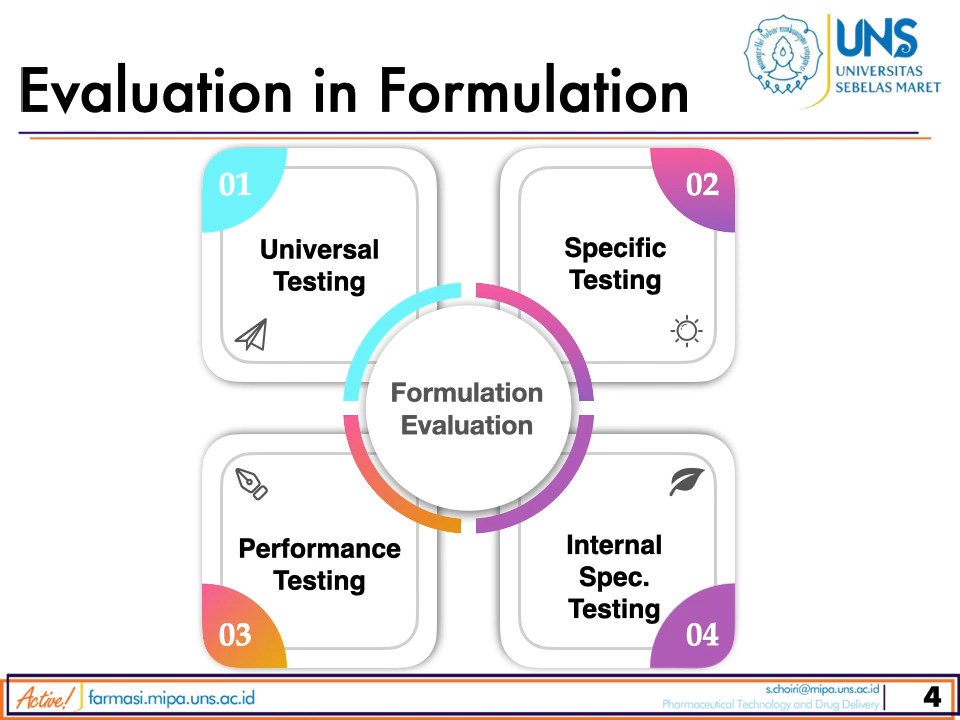 Evaluation in Formulation
UNS
UNIVERSITAS
SEBELAS MARET
01
Universal
Testing
02
Specific
Testing
Formulation
Evaluation
Performance
Testing
03
Internal
Spec.
Testing
04
Active!
farmasi.mipa.uns.ac.id
s.choiri@mipa.uns.ac.id
Pharmaceutical Technology and Drug Delivery
4